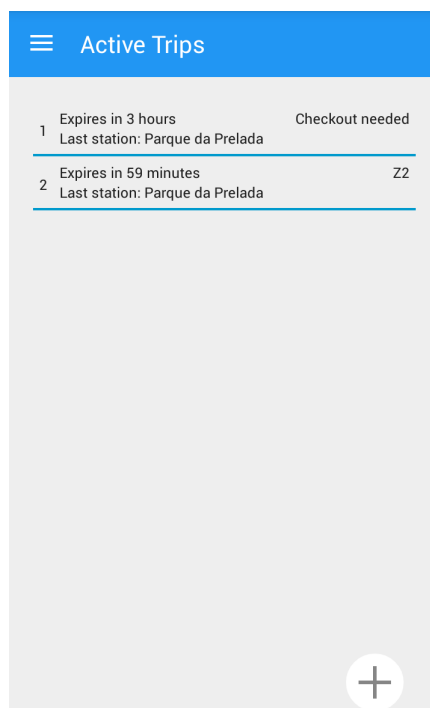 Active Trips
1
Expires in 3 hours
Checkout needed
Last station: Parque da Prelada
2
Expires in 59 minutes
Z2
Last station: Parque da Prelada